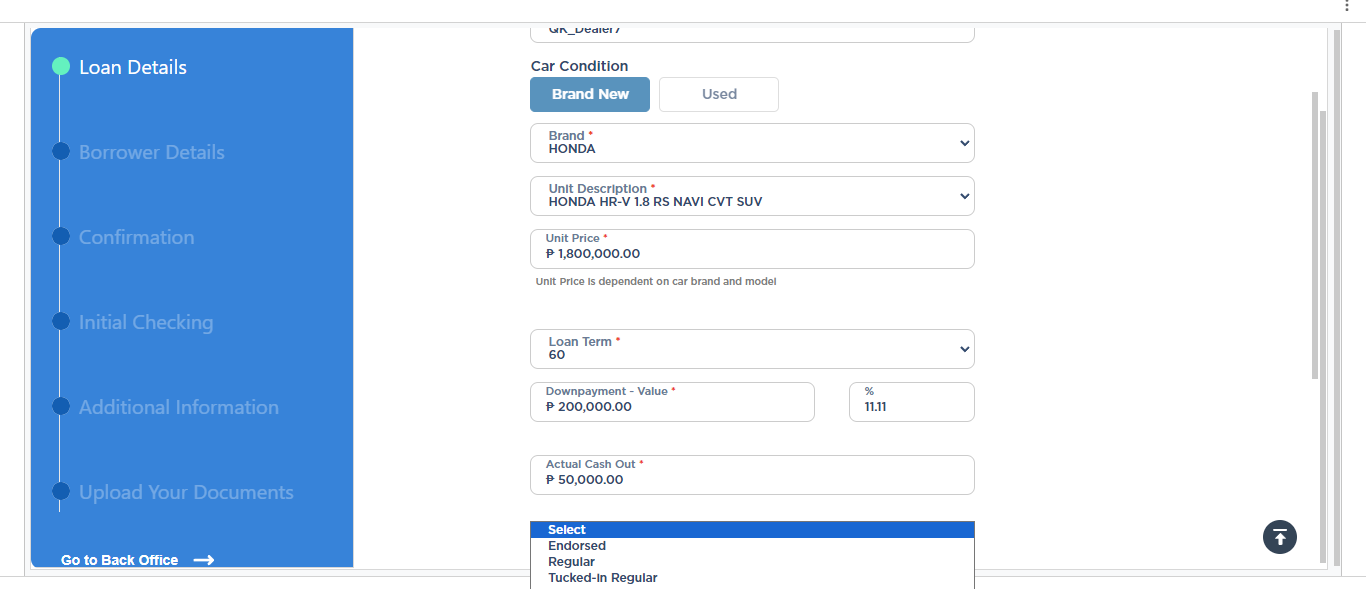 Loan Details
Borrower Details
Confirmation
Initial Checking
Additional Information
Upload Your Documents
Go to Back Office
QK_Dealer7
Car Condition
Brand New
Used
Brand *
HONDA
Unit Description *
HONDA HR-V 1.8 RS NAVI CVT SUV
Unit Price *
₱ 1,800,000.00
Unit Price is dependent on car brand and model
Loan Term *
60
Downpayment - Value *
₱ 200,000.00
%
11.11
Actual Cash Out *
₱ 50,000.00
Select
Endorsed
Regular
Tucked-In Regular